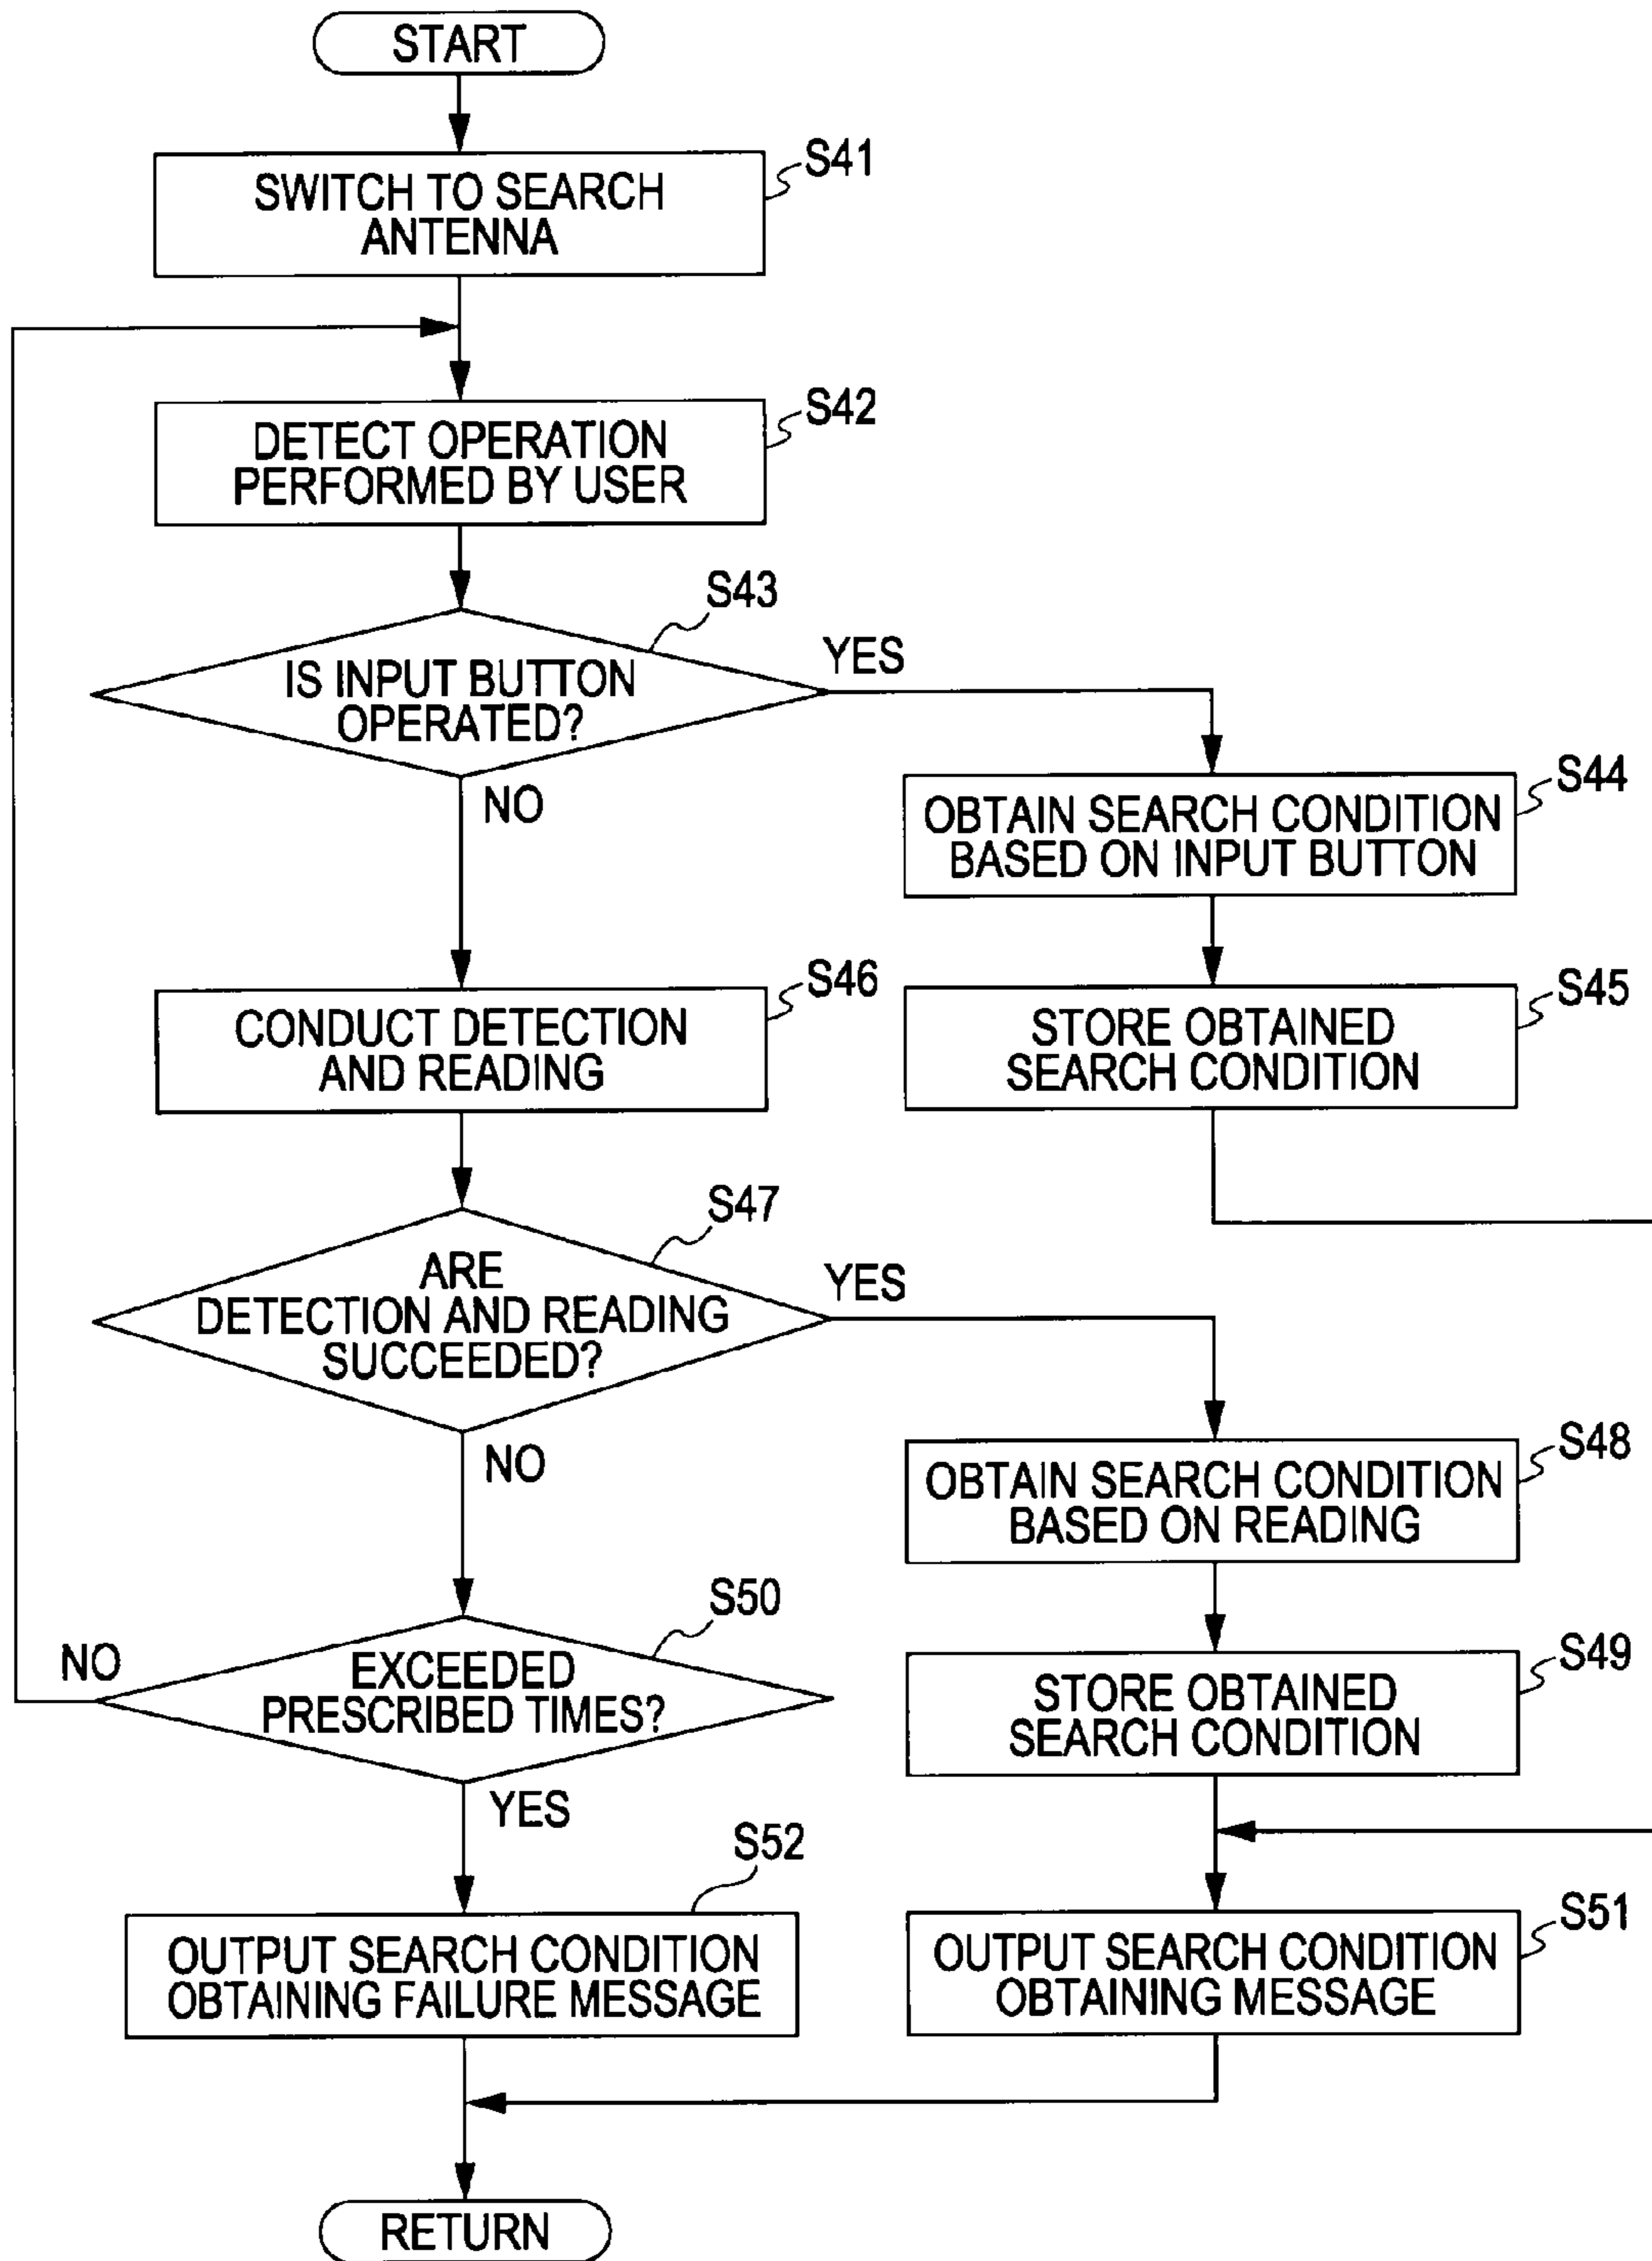 START
S41
SWITCH TO SEARCH
ANTENNA
S42
DETECT OPERATION
PERFORMED BY USER
S43
IS INPUT BUTTON
OPERATED?
YES
NO
S44
OBTAIN SEARCH CONDITION
BASED ON INPUT BUTTON
S45
STORE OBTAINED
SEARCH CONDITION
S46
CONDUCT DETECTION
AND READING
S47
ARE
DETECTION AND READING
SUCCEEDED?
YES
NO
S48
OBTAIN SEARCH CONDITION
BASED ON READING
S49
STORE OBTAINED
SEARCH CONDITION
S50
EXCEEDED
PRESCRIBED TIMES?
NO
YES
S52
OUTPUT SEARCH CONDITION
OBTAINING FAILURE MESSAGE
S51
OUTPUT SEARCH CONDITION
OBTAINING MESSAGE
RETURN